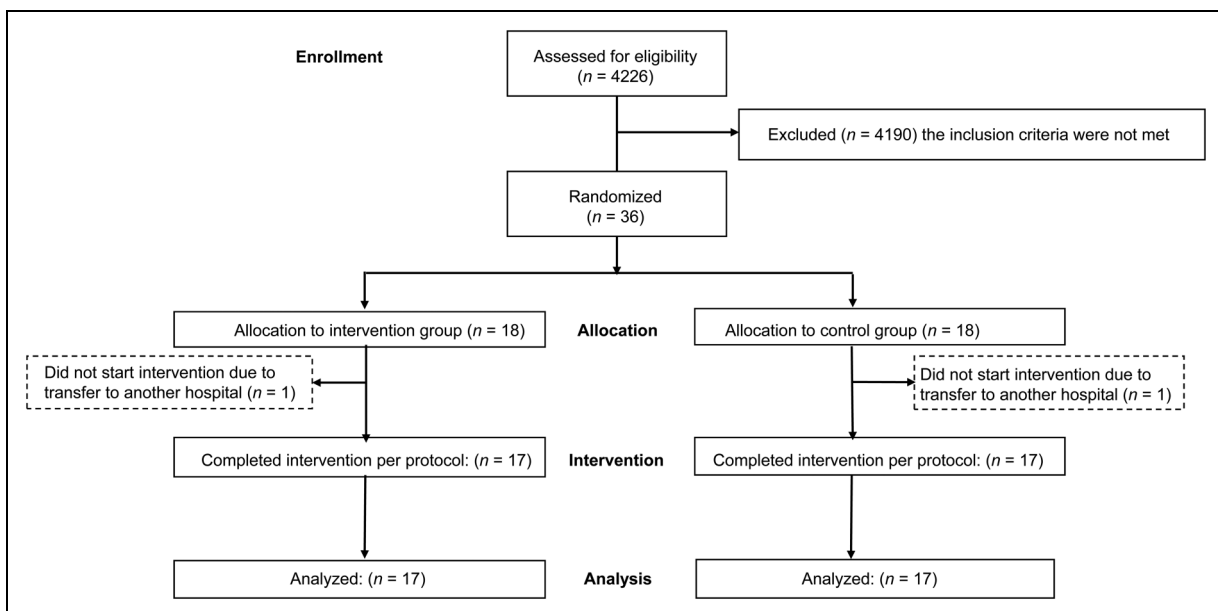 Enrollment
Assessed for eligibility
(n = 4226)
Excluded (n = 4190) the inclusion criteria were not met
Randomized
(n = 36)
Allocation to intervention group (n = 18)
Allocation
Allocation to control group (n = 18)
Did not start intervention due to
transfer to another hospital (n = 1)
Did not start intervention due to
transfer to another hospital (n = 1)
Completed intervention per protocol: (n = 17)
Intervention
Completed intervention per protocol: (n = 17)
Analyzed: (n = 17)
Analysis
Analyzed: (n = 17)